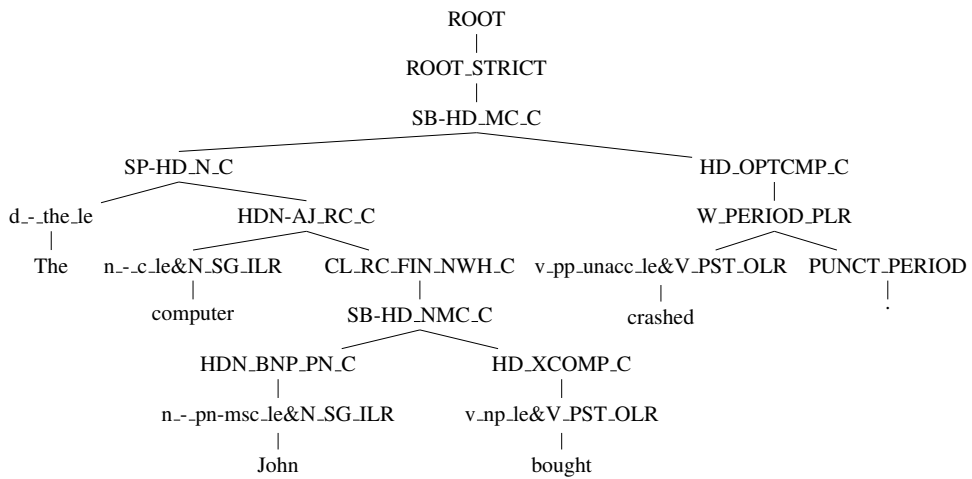 ROOT
ROOT_STRICT
SB-HD_MC_C
SP-HD_N_C HD_OPTCMP_C
d_-_the_le HDN-AJ_RC_C W_PERIOD_PLR
The n_-_c_le&N_SG_ILR CL_RC_FIN_NWH_C v_pp_unacc_le&V_PST_OLR PUNCT_PERIOD
computer SB-HD_NMC_C crashed .
HDN_BNP_PN_C HD_XCOMP_C
n_-_pn-msc_le&N_SG_ILR v_np_le&V_PST_OLR
John bought